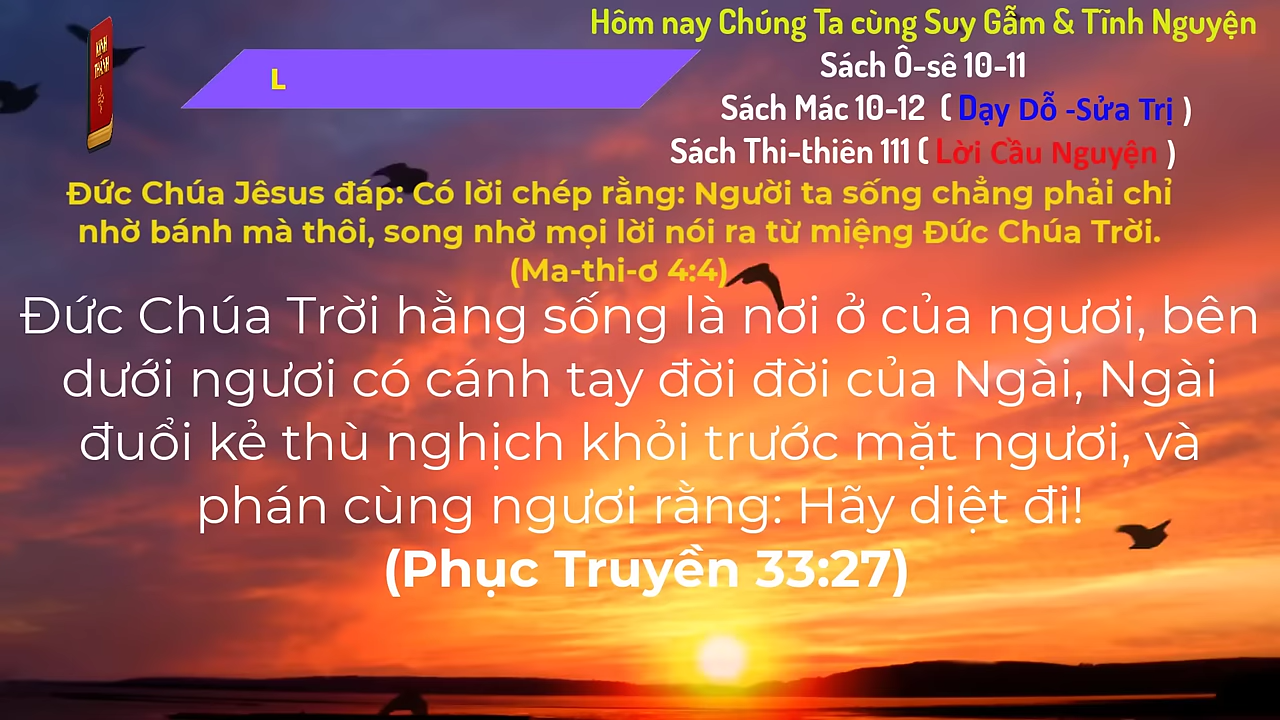 KINH
THÁNH
L
Hôm nay Chúng Ta cùng Suy Gẫm & Tĩnh Nguyện
Sách Ô-sê 10-11
Sách Mác 10-12 ( Dạy Dỗ -Sửa Trị )
Sách Thi-thiên 111 ( Lời Cầu Nguyện )
Đức Chúa Jêsus đáp: Có lời chép rằng: Người ta sống chẳng phải chỉ
nhờ bánh mà thôi, song nhờ mọi lời nói ra từ miệng Đức Chúa Trời.
(Ma-thi-ơ 4:4)
Đức Chúa Trời hằng sống là nơi ở của ngươi, bên
dưới ngươi có cánh tay đời đời của Ngài, Ngài
đuổi kẻ thù nghịch khỏi trước mặt ngươi, và
phán cùng ngươi rằng: Hãy diệt đi!
(Phục Truyền 33:27)